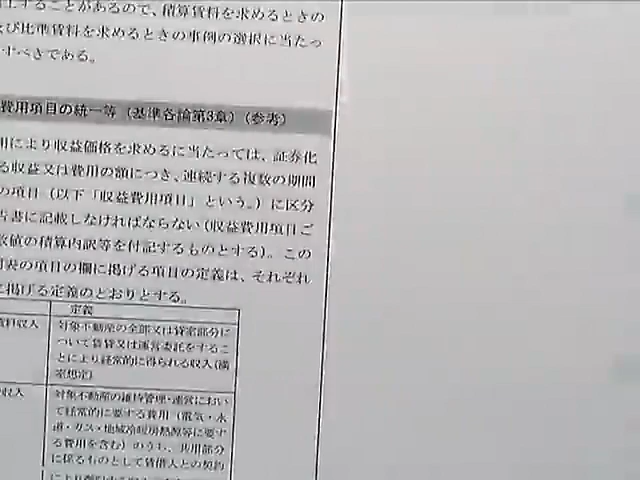 上することがあるので、積算賃料を求めるときの
及び比準賃料を求めるときの事例の選択に当たっ
すべきである。
費用項目の統一等（基準各論第3章）（参考）
用により収益価格を求めるに当たっては、証券化
る収益又は費用の額につき、連続する複数の期間
の項目（以下「収益費用項目」という。）に区分
告書に記載しなければならない（収益費用項目ご
数値の積算内訳等を付記するものとする）。この
表の項目の欄に掲げる項目の定義は、それぞれ
に掲げる定義のとおりとする。
定義
賃料収入
対象不動産の全部又は貸室部分に
ついて賃貸又は運営委託をするこ
とにより経常的に得られる収入（満
室想定）
収入
対象不動産の維持管理・運営におい
て経常的に要する費用（電気・水
道・ガス・地域冷暖房熱源等に要す
る費用を含む）のうち、共用部分
に係るものとして賃借人との契約
により